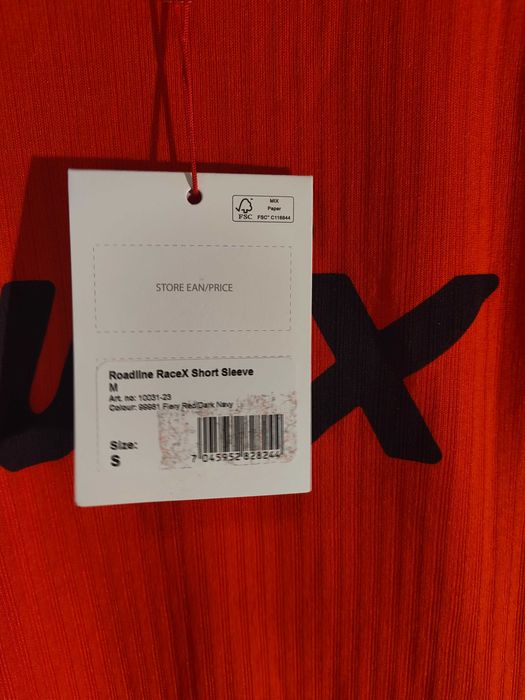 MIX
Paper
FSC
FSC® C118844
STORE EAN/PRICE
Roadline RaceX Short Sleeve
M
Art. no: 10031-23
Colour: 99981 Fiery Red/Dark Navy
Size:
S
7 045952 828244
X